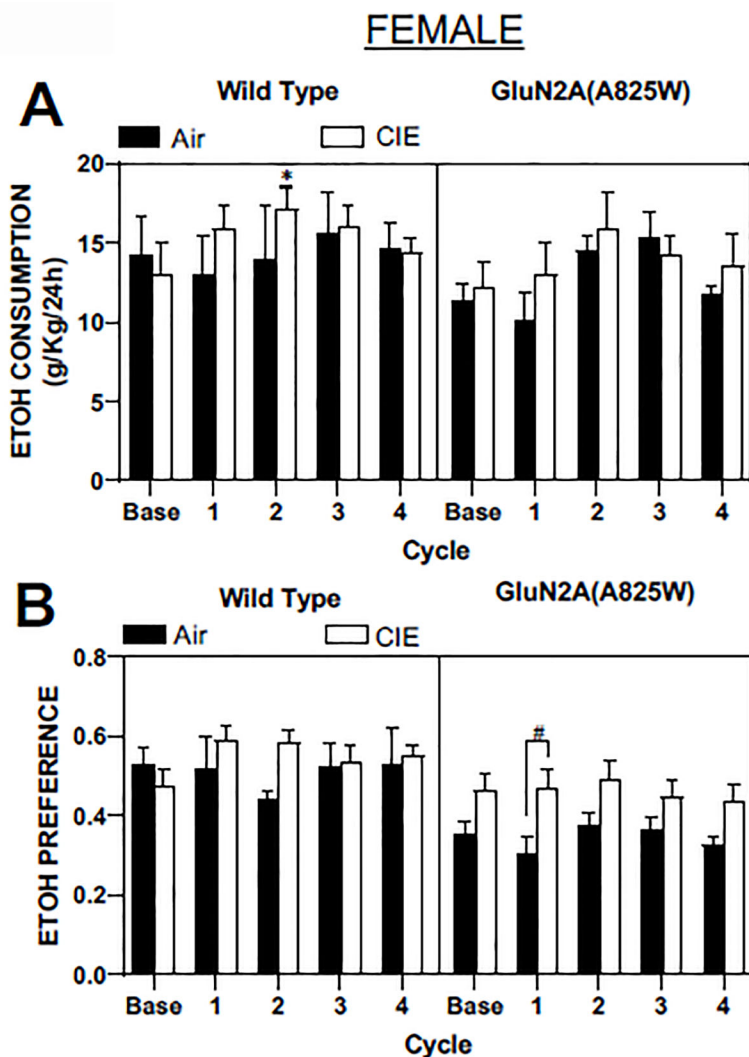 FEMALE
A
Wild Type GluN2A(A825W)
Air CIE
ETOH CONSUMPTION
(g/Kg/24h)
20
15
10
5
0
*
Base 1 2 3 4 Base 1 2 3 4
Cycle
B
Wild Type GluN2A(A825W)
Air CIE
ETOH PREFERENCE
0.8
0.6
0.4
0.2
0.0
#
Base 1 2 3 4 Base 1 2 3 4
Cycle